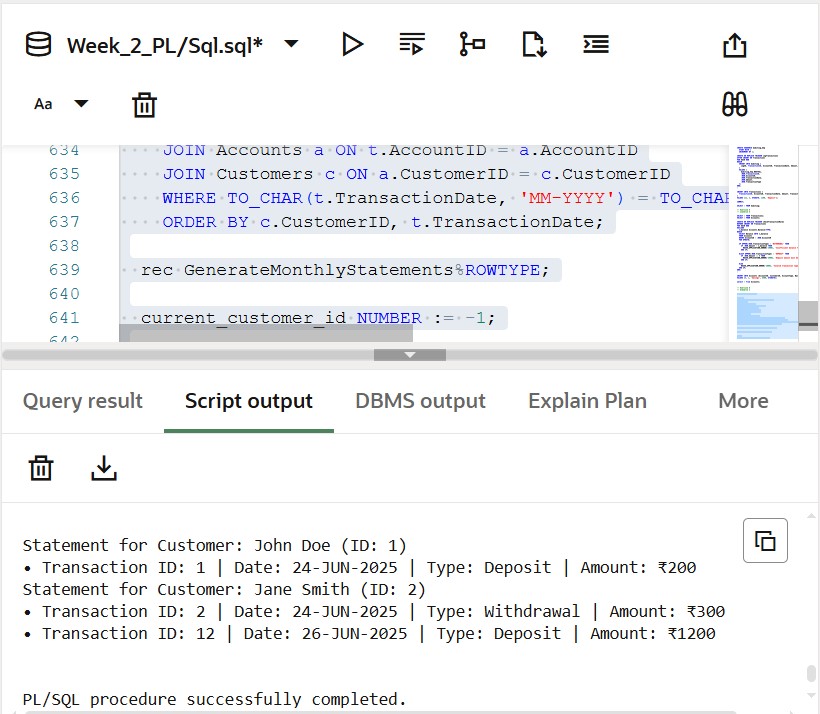 Week_2_PL/Sql.sql*
Aa
634 JOIN Accounts a ON t.AccountID = a.AccountID
635 JOIN Customers c ON a.CustomerID = c.CustomerID
636 WHERE TO_CHAR(t.TransactionDate, 'MM-YYYY') = TO_CHAR
637 ORDER BY c.CustomerID, t.TransactionDate;
638
639 rec GenerateMonthlyStatements%ROWTYPE;
640
641 current_customer_id NUMBER := -1;
642
Query result Script output DBMS output Explain Plan More
Statement for Customer: John Doe (ID: 1)
• Transaction ID: 1 | Date: 24-JUN-2025 | Type: Deposit | Amount: ₹200
Statement for Customer: Jane Smith (ID: 2)
• Transaction ID: 2 | Date: 24-JUN-2025 | Type: Withdrawal | Amount: ₹300
• Transaction ID: 12 | Date: 26-JUN-2025 | Type: Deposit | Amount: ₹1200
PL/SQL procedure successfully completed.